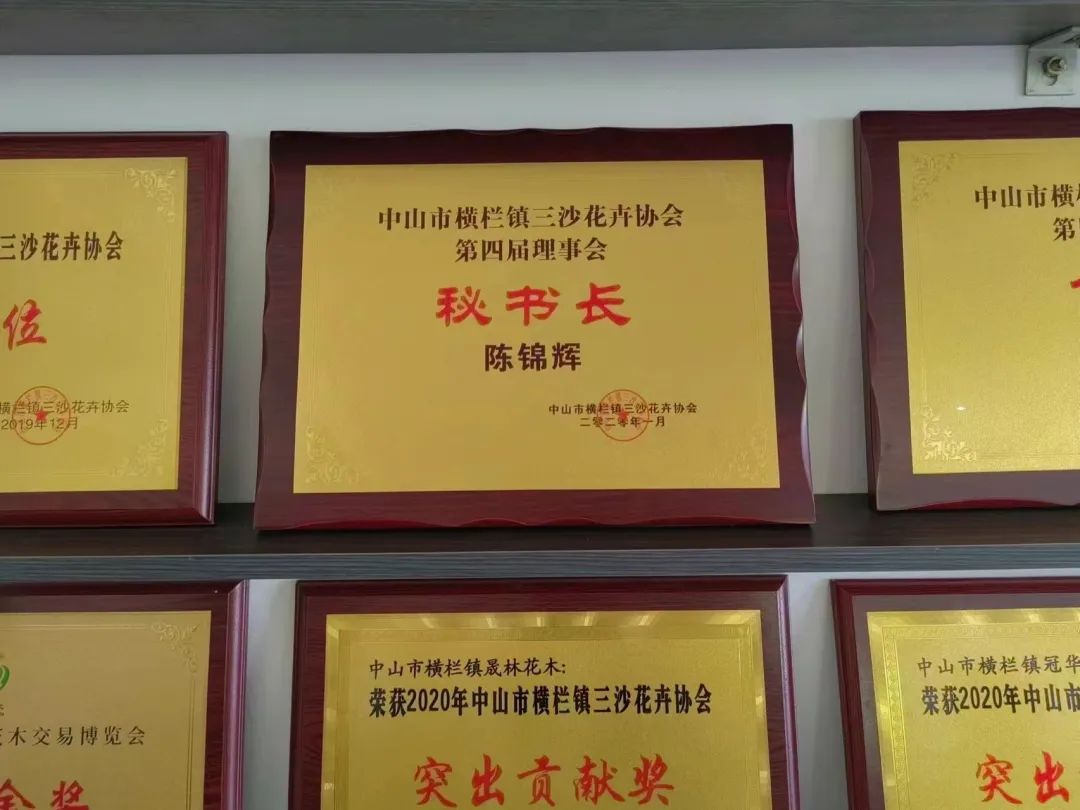 三沙花卉协会
位
横栏镇三沙花卉协会
2019年12月
中山市横栏镇三沙花卉协会
第四届理事会
秘书长
陈锦辉
中山市横栏镇三沙花卉协会
二零二零年一月
中山市横
第
木交易博览会
金奖
中山市横栏镇晟林花木:
荣获2020年中山市横栏镇三沙花卉协会
突出贡献奖
中山市横栏镇冠华
荣获2020年中山市
突出